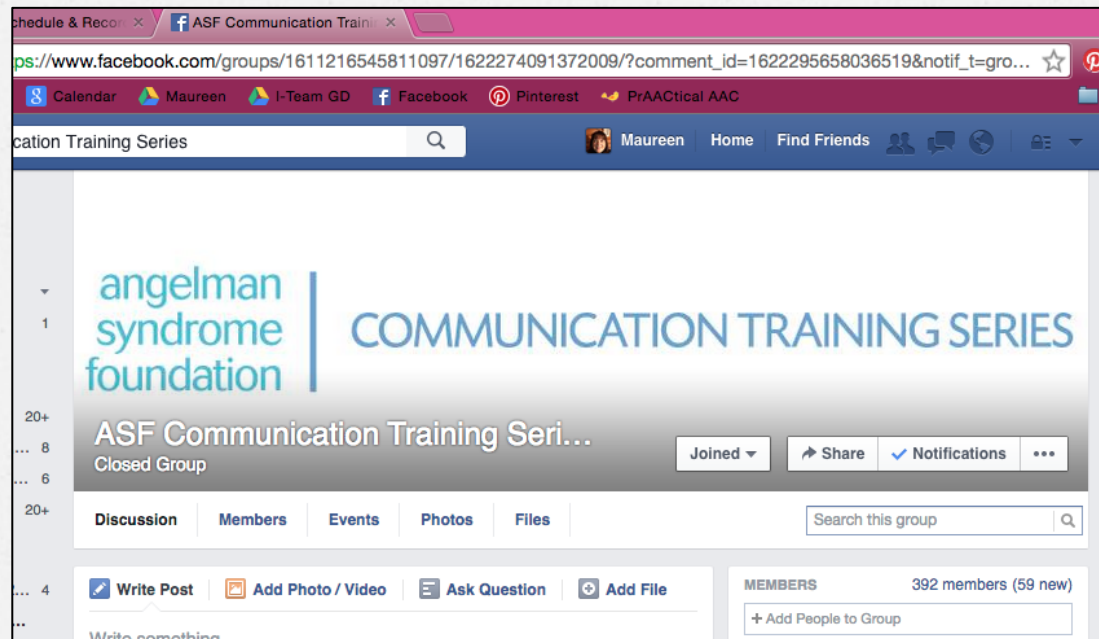 chedule & Recor
ASF Communication Trainin
ps://www.facebook.com/groups/1611216545811097/1622274091372009/?comment_id=1622295658036519&notif_t=gro...
Calendar Maureen I-Team GD Facebook Pinterest PrAACtical AAC
cation Training Series
Maureen Home Find Friends
angelman
syndrome
foundation
COMMUNICATION TRAINING SERIES
1
20+
... 8
... 6
20+
ASF Communication Training Seri...
Closed Group
Joined Share Notifications ...
Discussion Members Events Photos Files
Search this group
... 4
...
Write Post Add Photo / Video Ask Question Add File
Write something
MEMBERS 392 members (59 new)
+ Add People to Group